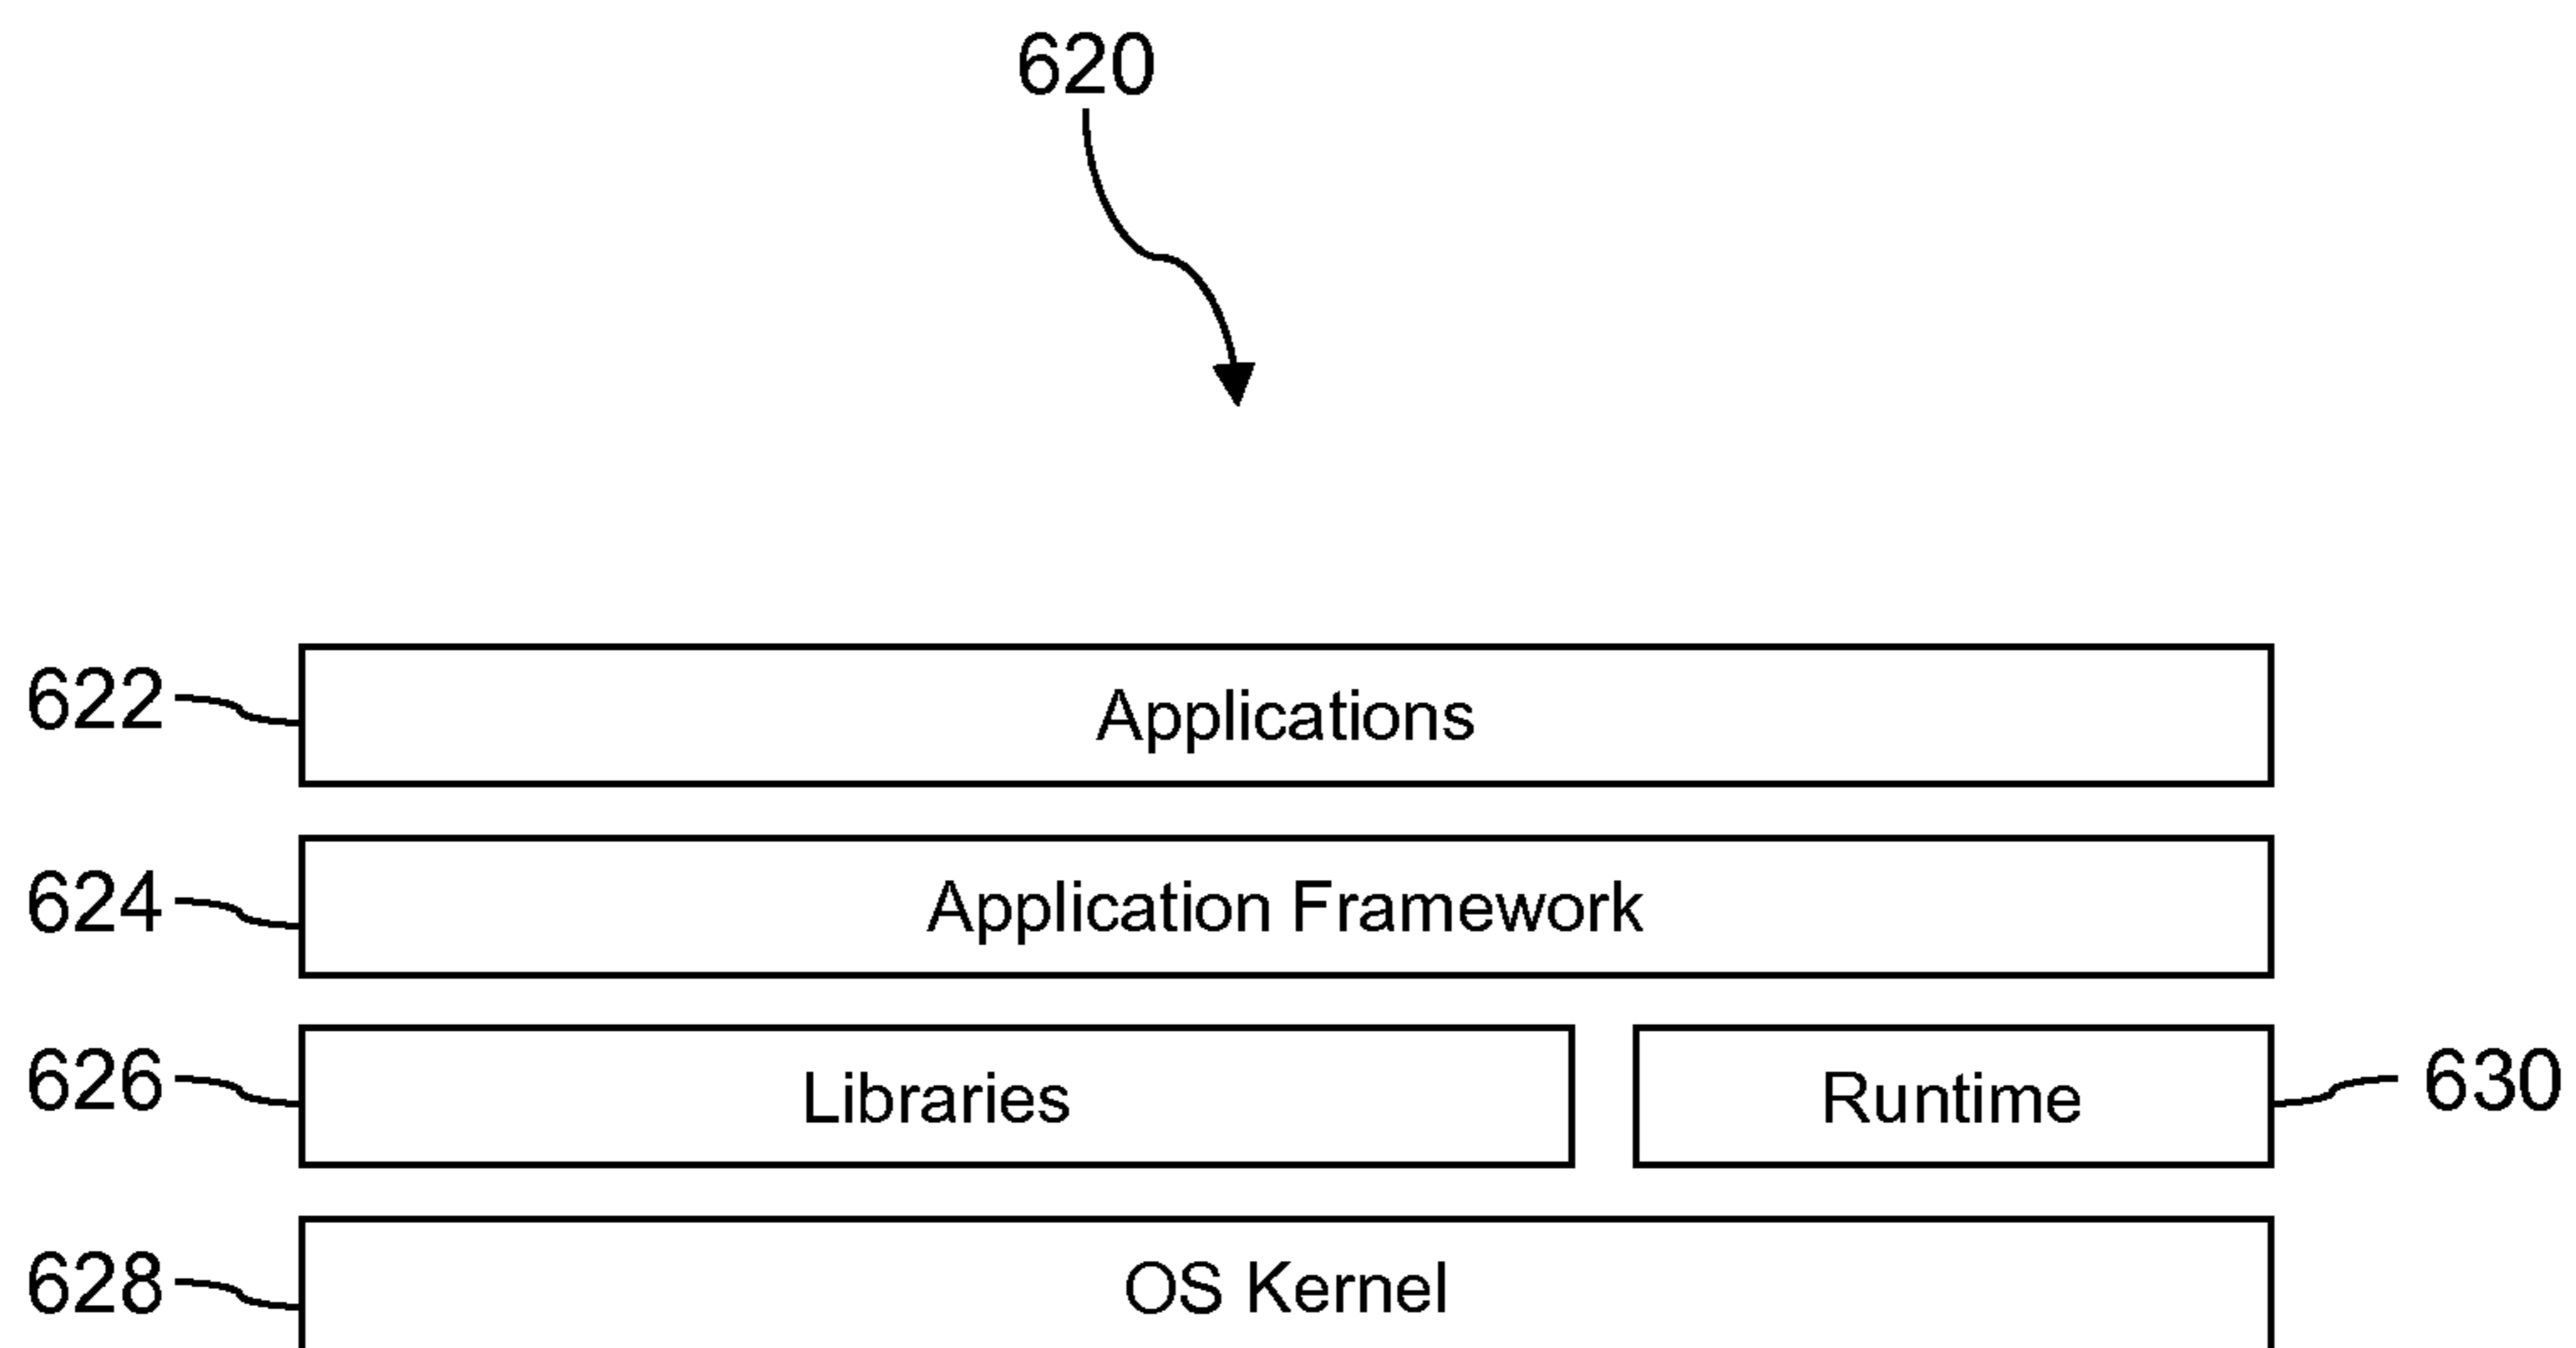 620
622 Applications
624 Application Framework
626 Libraries Runtime 630
628 OS Kernel